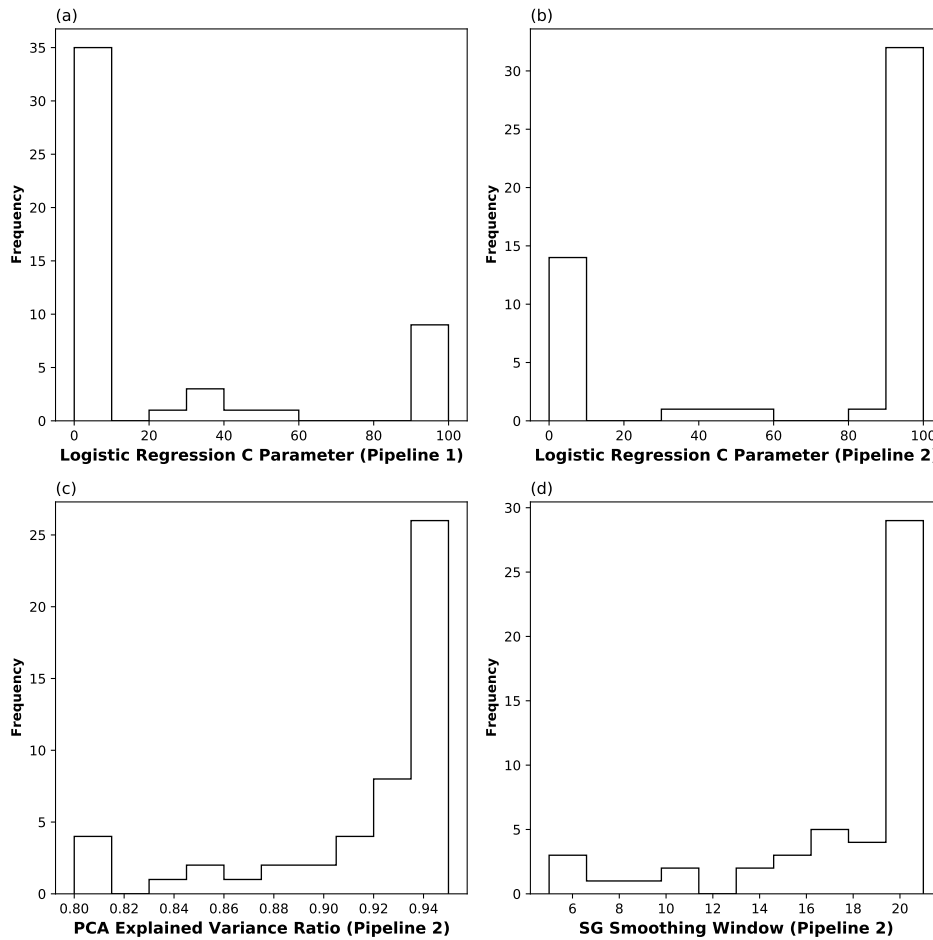 (a)
35
30
25
20
15
10
5
0
Frequency
0 20 40 60 80 100
Logistic Regression C Parameter (Pipeline 1)
(b)
30
25
20
15
10
5
0
Frequency
0 20 40 60 80 100
Logistic Regression C Parameter (Pipeline 2)
(c)
25
20
15
10
5
0
Frequency
0.80 0.82 0.84 0.86 0.88 0.90 0.92 0.94
PCA Explained Variance Ratio (Pipeline 2)
(d)
30
25
20
15
10
5
0
Frequency
6 8 10 12 14 16 18 20
SG Smoothing Window (Pipeline 2)